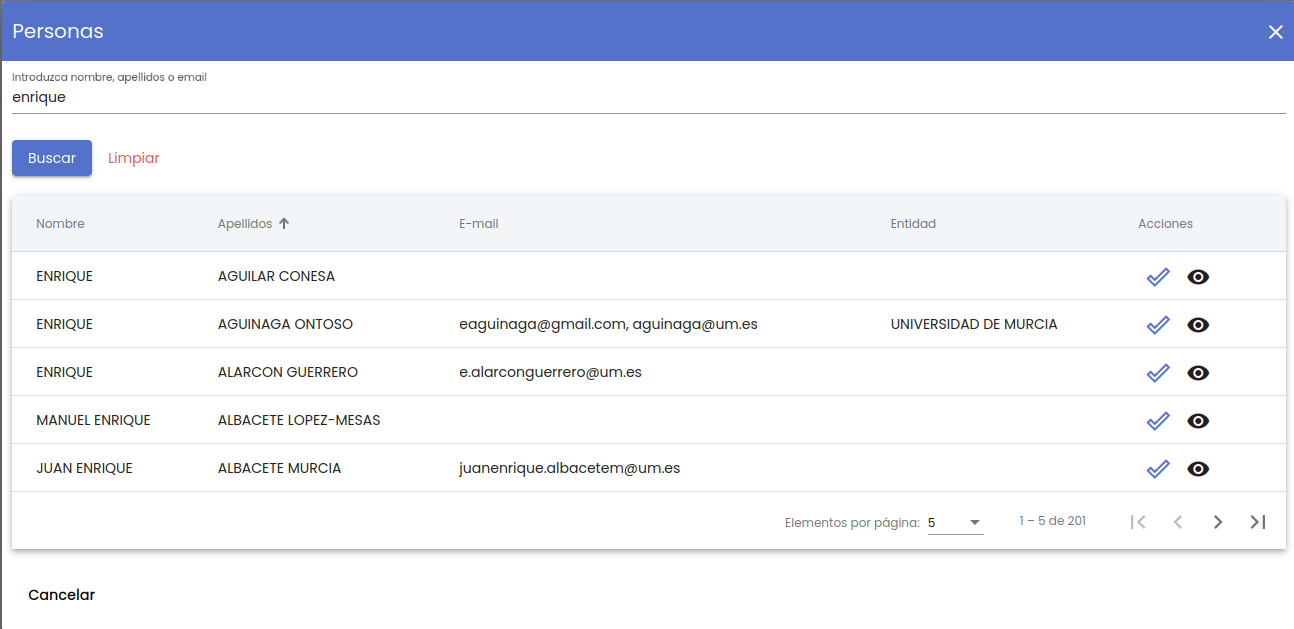 Personas
Introduzca nombre, apellidos o email
enrique
Buscar Limpiar
Nombre Apellidos E-mail Entidad Acciones
ENRIQUE AGUILAR CONESA
ENRIQUE AGUINAGA ONTOSO eaguinaga@gmail.com, aguinaga@um.es UNIVERSIDAD DE MURCIA
ENRIQUE ALARCON GUERRERO e.alarconguerrero@um.es
MANUEL ENRIQUE ALBACETE LOPEZ-MESAS
JUAN ENRIQUE ALBACETE MURCIA juanenrique.albacetem@um.es
Elementos por página: 5 1 – 5 de 201
Cancelar